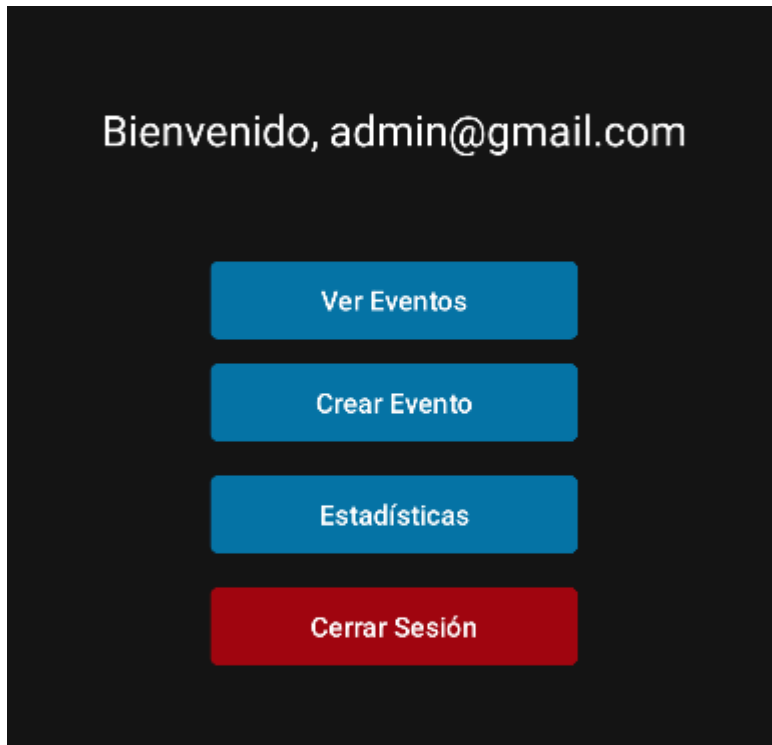 Bienvenido, admin@gmail.com
Ver Eventos
Crear Evento
Estadísticas
Cerrar Sesión